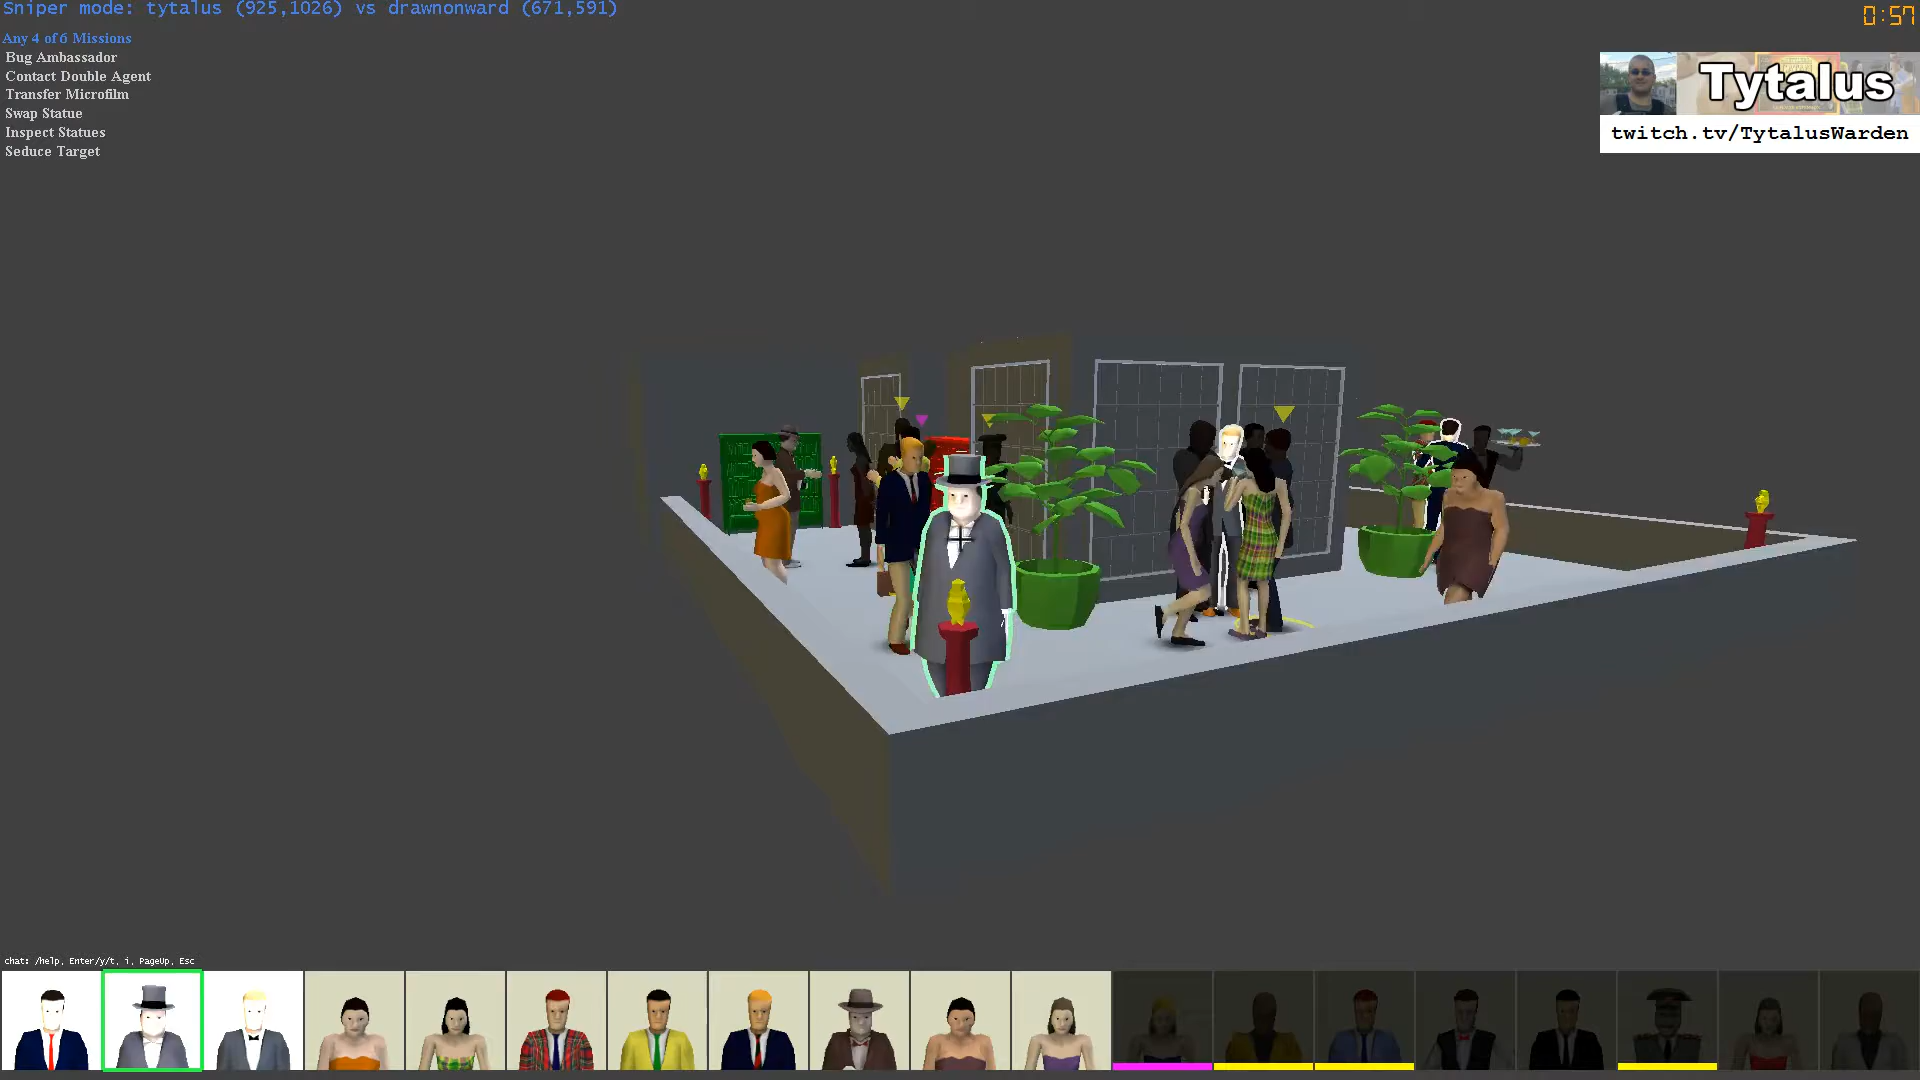 Sniper mode: tytalus (925,1026) vs drawnonward (671,591)
0:57
Any 4 of 6 Missions
Bug Ambassador
Contact Double Agent
Transfer Microfilm
Swap Statue
Inspect Statues
Seduce Target
Tytalus
twitch.tv/TytalusWarden
chat: /help, Enter/y/t, i, PageUp, Esc